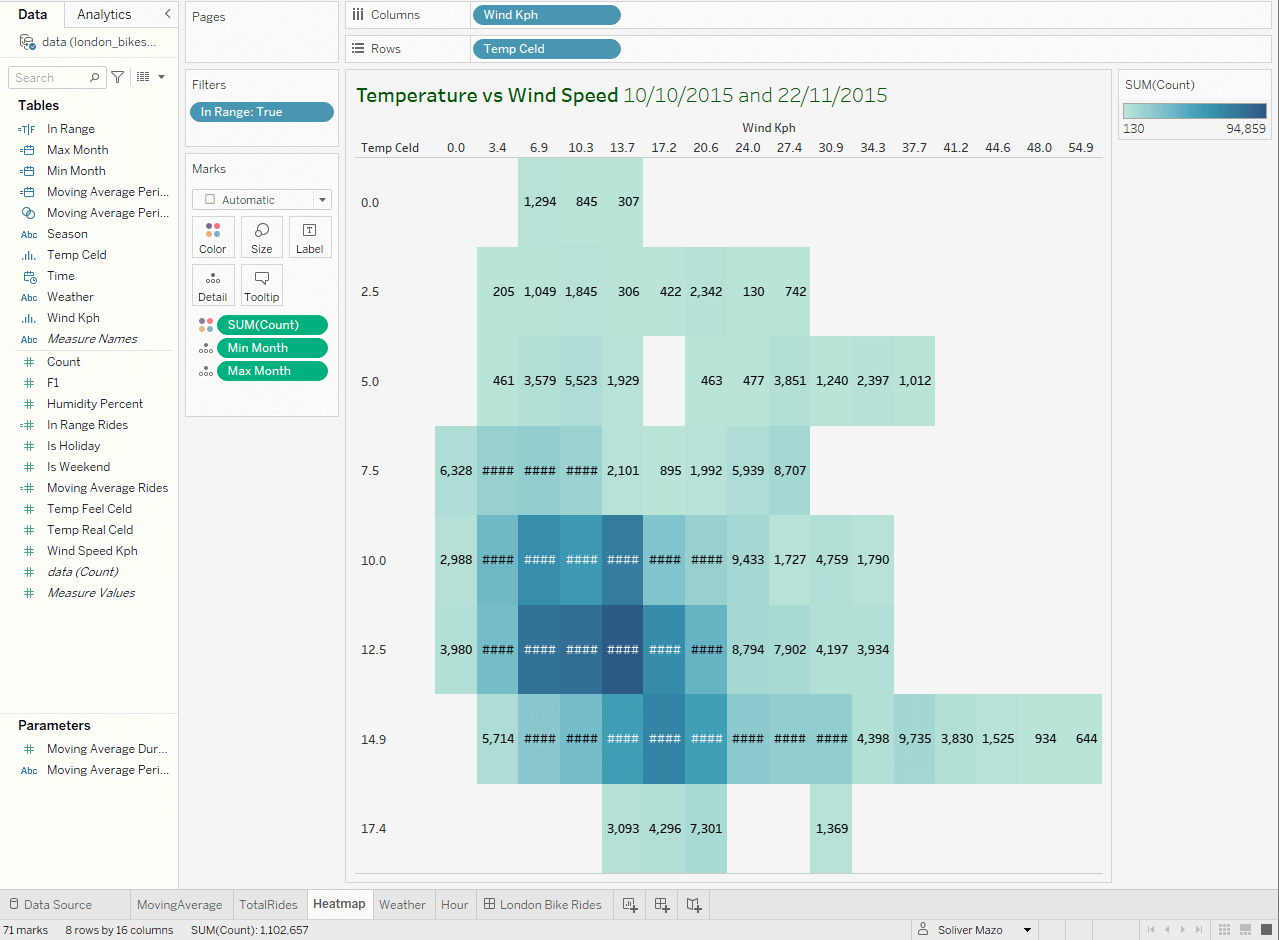 Data Analytics
data (london_bikes...
Search
Tables
In Range
Max Month
Min Month
Moving Average Peri...
Moving Average Peri...
Season
Temp Celd
Time
Weather
Wind Kph
Measure Names
Count
F1
Humidity Percent
In Range Rides
Is Holiday
Is Weekend
Moving Average Rides
Temp Feel Celd
Temp Real Celd
Wind Speed Kph
data (Count)
Measure Values
Parameters
Moving Average Dur...
Moving Average Peri...
Pages
Filters
In Range: True
Marks
Automatic
Color Size Label
Detail Tooltip
SUM(Count)
Min Month
Max Month
Columns Wind Kph
Rows Temp Celd
Temperature vs Wind Speed 10/10/2015 and 22/11/2015
Wind Kph
Temp Celd 0.0 3.4 6.9 10.3 13.7 17.2 20.6 24.0 27.4 30.9 34.3 37.7 41.2 44.6 48.0 54.9
0.0 1,294 845 307
2.5 205 1,049 1,845 306 422 2,342 130 742
5.0 461 3,579 5,523 1,929 463 477 3,851 1,240 2,397 1,012
7.5 6,328 #### #### #### 2,101 895 1,992 5,939 8,707
10.0 2,988 #### #### #### #### #### #### 9,433 1,727 4,759 1,790
12.5 3,980 #### #### #### #### #### #### 8,794 7,902 4,197 3,934
14.9 5,714 #### #### #### #### #### #### #### #### 4,398 9,735 3,830 1,525 934 644
17.4 3,093 4,296 7,301 1,369
SUM(Count)
130 94,859
Data Source MovingAverage TotalRides Heatmap Weather Hour London Bike Rides
71 marks 8 rows by 16 columns SUM(Count): 1,102,657 Soliver Mazo